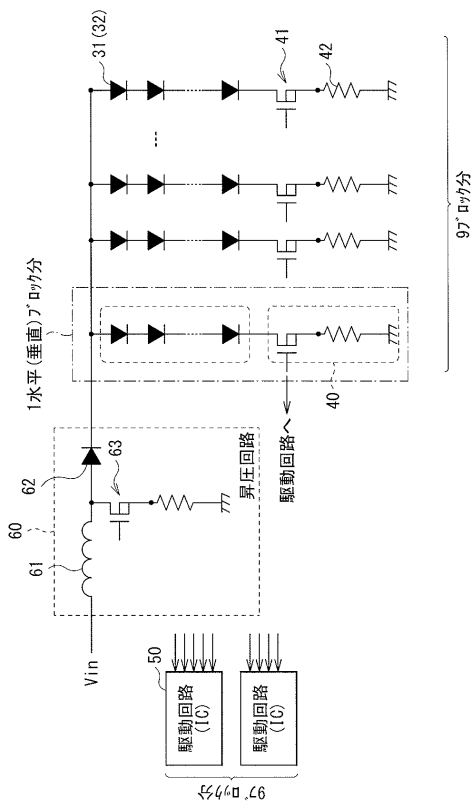 1水平(垂直)ブロック分
31(32)
41
42
9ブロック分
60
61
62
63
昇圧回路
Vin
40
駆動回路へ
50
駆動回路
(IC)
駆動回路
(IC)
9ブロック分